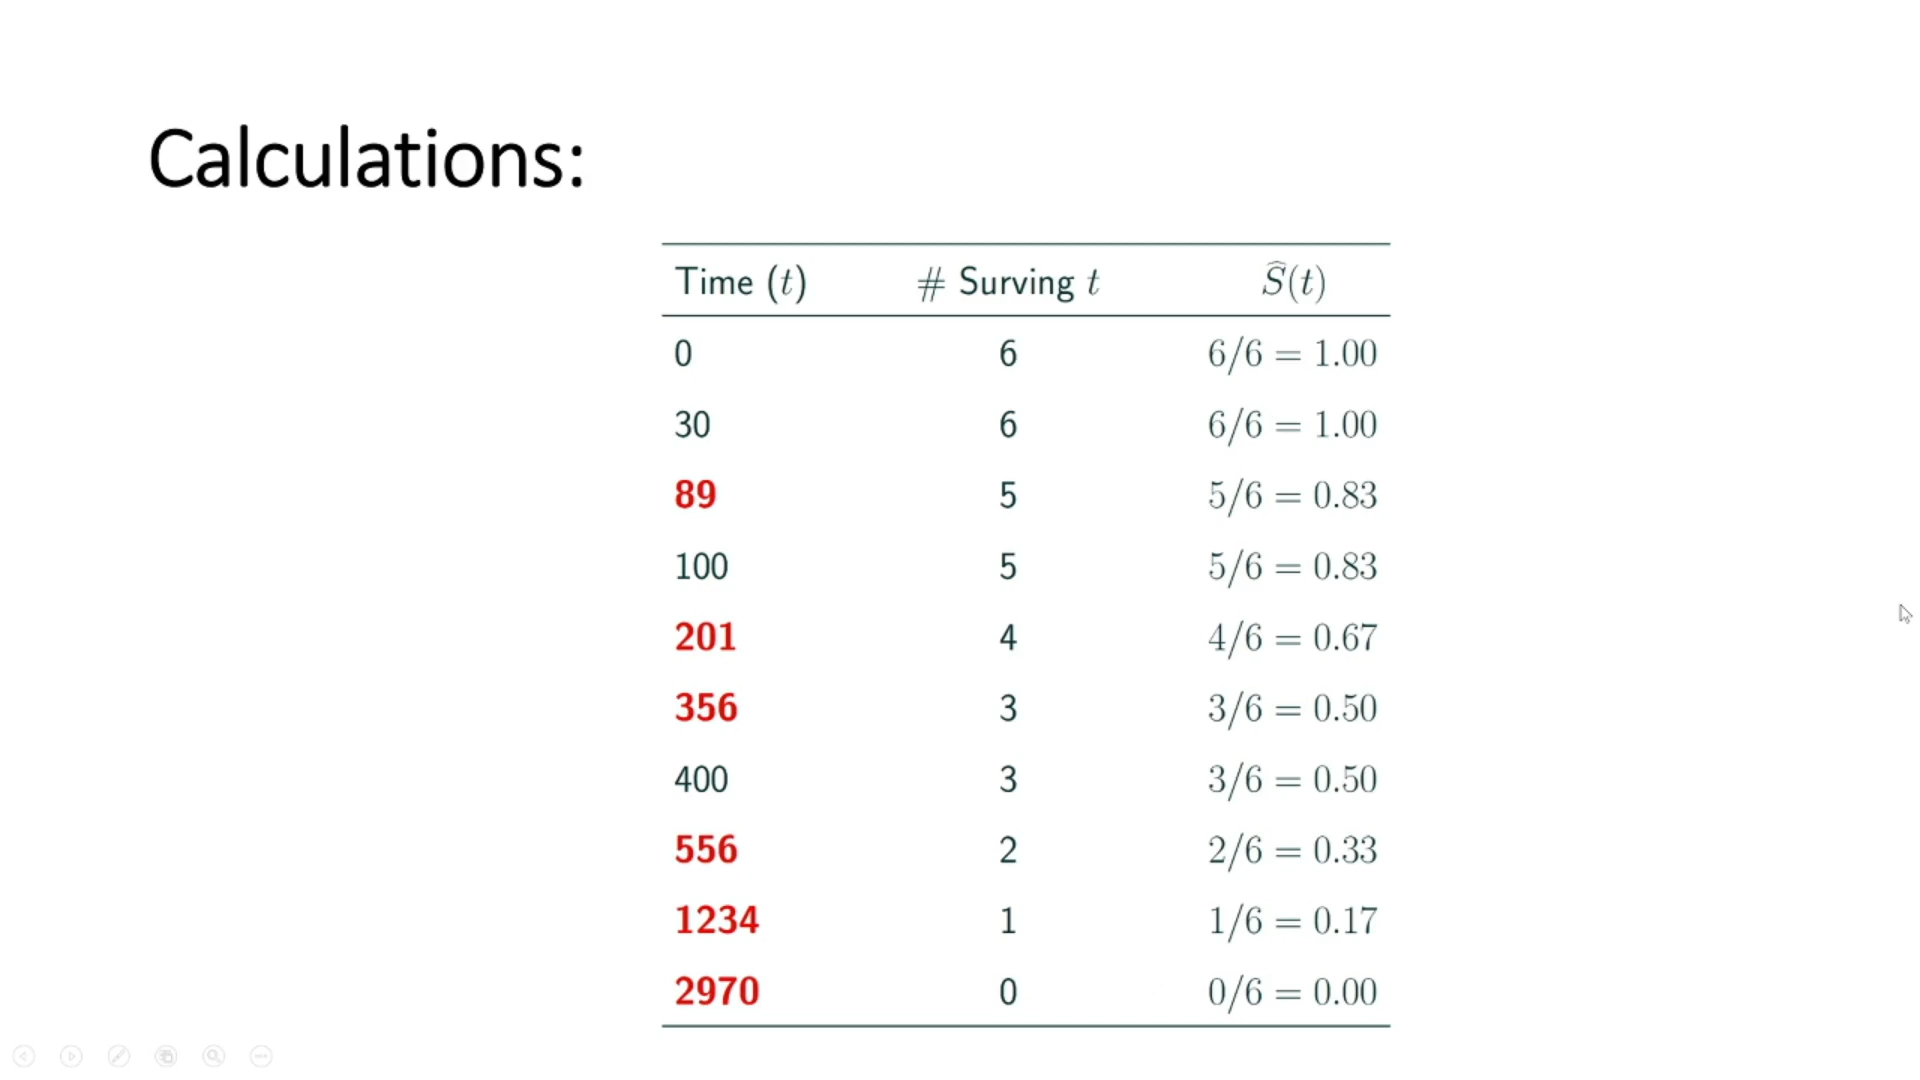 Calculations:
Time (t) # Surving t Ŝ(t)
0 6 6/6 = 1.00
30 6 6/6 = 1.00
89 5 5/6 = 0.83
100 5 5/6 = 0.83
201 4 4/6 = 0.67
356 3 3/6 = 0.50
400 3 3/6 = 0.50
556 2 2/6 = 0.33
1234 1 1/6 = 0.17
2970 0 0/6 = 0.00